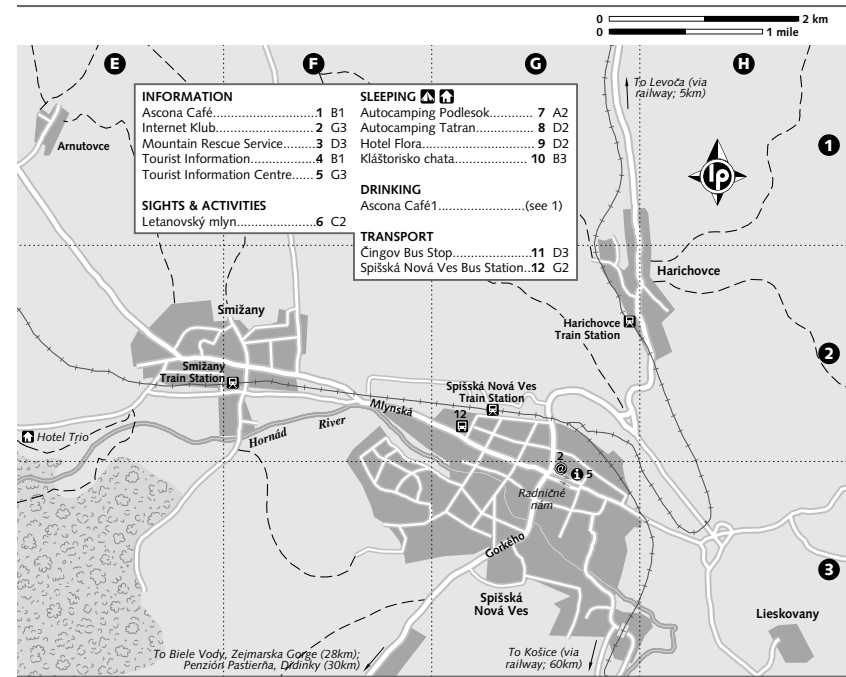 0 2 km
0 1 mile
E F G H
To Levoča (via
railway; 5km)
INFORMATION
Ascona Café..............................1 B1
Internet Klub............................2 G3
Mountain Rescue Service........3 D3
Tourist Information..................4 B1
Tourist Information Centre.....5 G3
SIGHTS & ACTIVITIES
Letanovský mlyn......................6 C2
SLEEPING
Autocamping Podlesok........... 7 A2
Autocamping Tatran............... 8 D2
Hotel Flora............................... 9 D2
Kláštorisko chata................... 10 B3
DRINKING
Ascona Café1.........................(see 1)
TRANSPORT
Čingov Bus Stop.....................11 D3
Spišská Nová Ves Bus Station..12 G2
Arnutovce
1
lp
Harichovce
Smižany
Harichovce
Train Station
2
Smižany
Train Station
Spišská Nová Ves
Train Station
Mlynská
12
Hotel Trio
Hornád River
2
@
i 5
Radničné
nám
Gorkého
3
Spišská
Nová Ves
Lieskovany
To Biele Vody, Zejmarska Gorge (28km);
Penzión Pastierňa, Drdinky (30km)
To Košice (via
railway; 60km)